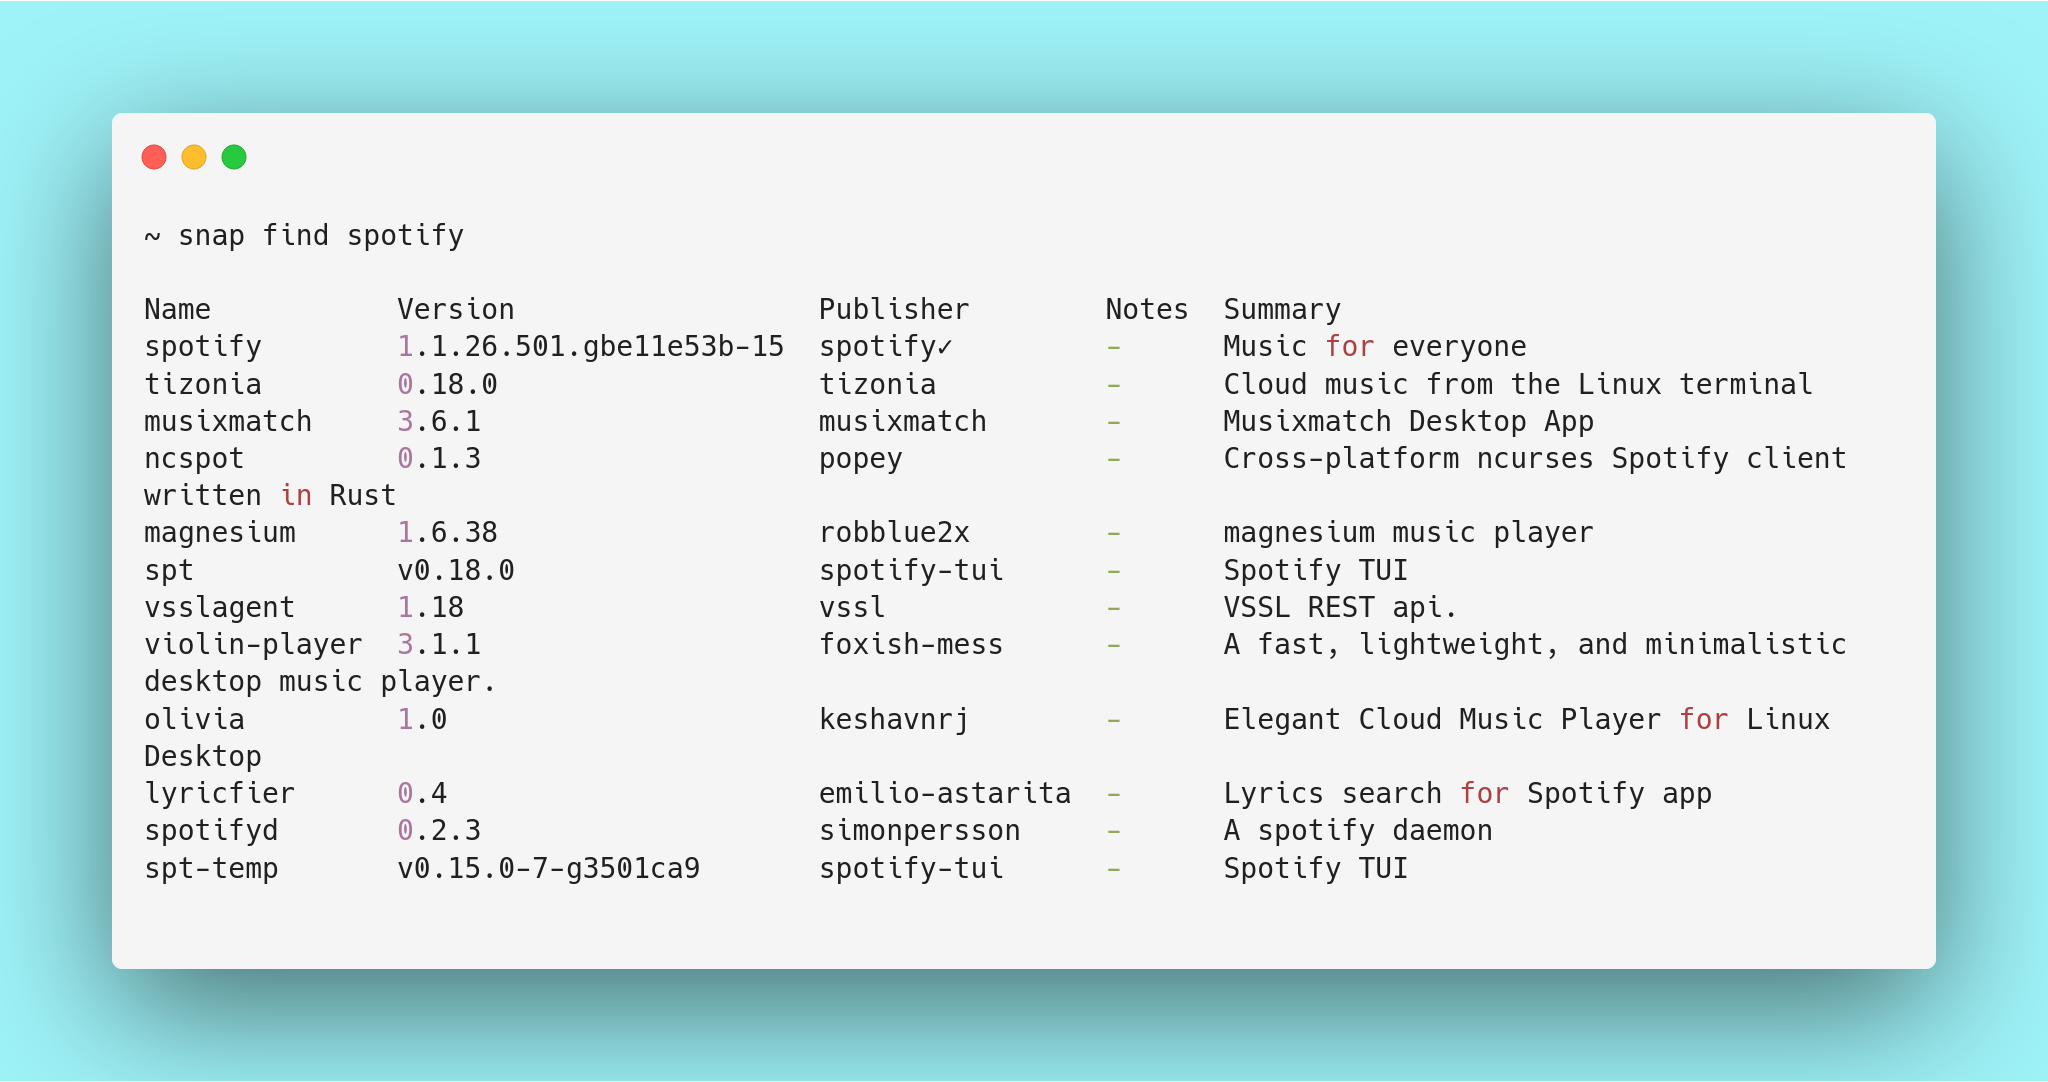 ~ snap find spotify
Name           Version                  Publisher        Notes  Summary
spotify        1.1.26.501.gbe11e53b-15  spotify✓         -      Music for everyone
tizonia        0.18.0                   tizonia          -      Cloud music from the Linux terminal
musixmatch     3.6.1                    musixmatch       -      Musixmatch Desktop App
ncspot         0.1.3                    popey            -      Cross-platform ncurses Spotify client
written in Rust
magnesium      1.6.38                   robblue2x        -      magnesium music player
spt            v0.18.0                  spotify-tui      -      Spotify TUI
vsslagent      1.18                     vssl             -      VSSL REST api.
violin-player  3.1.1                    foxish-mess      -      A fast, lightweight, and minimalistic
desktop music player.
olivia         1.0                      keshavnrj        -      Elegant Cloud Music Player for Linux
Desktop
lyricfier      0.4                      emilio-astarita  -      Lyrics search for Spotify app
spotifyd       0.2.3                    simonpersson     -      A spotify daemon
spt-temp       v0.15.0-7-g3501ca9       spotify-tui      -      Spotify TUI